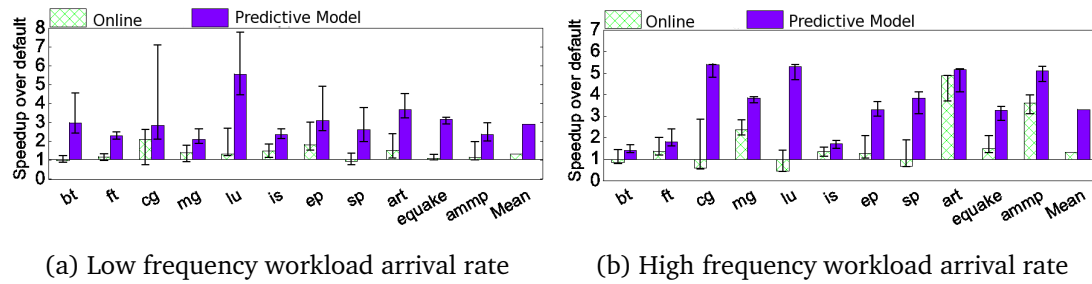 Online Predictive Model
Speedup over default
8
7
6
5
4
3
2
1
0
bt ft cg mg lu is ep sp art equake ammp Mean
(a) Low frequency workload arrival rate
Online Predictive Model
Speedup over default
7
6
5
4
3
2
1
0
bt ft cg mg lu is ep sp art equake ammp Mean
(b) High frequency workload arrival rate